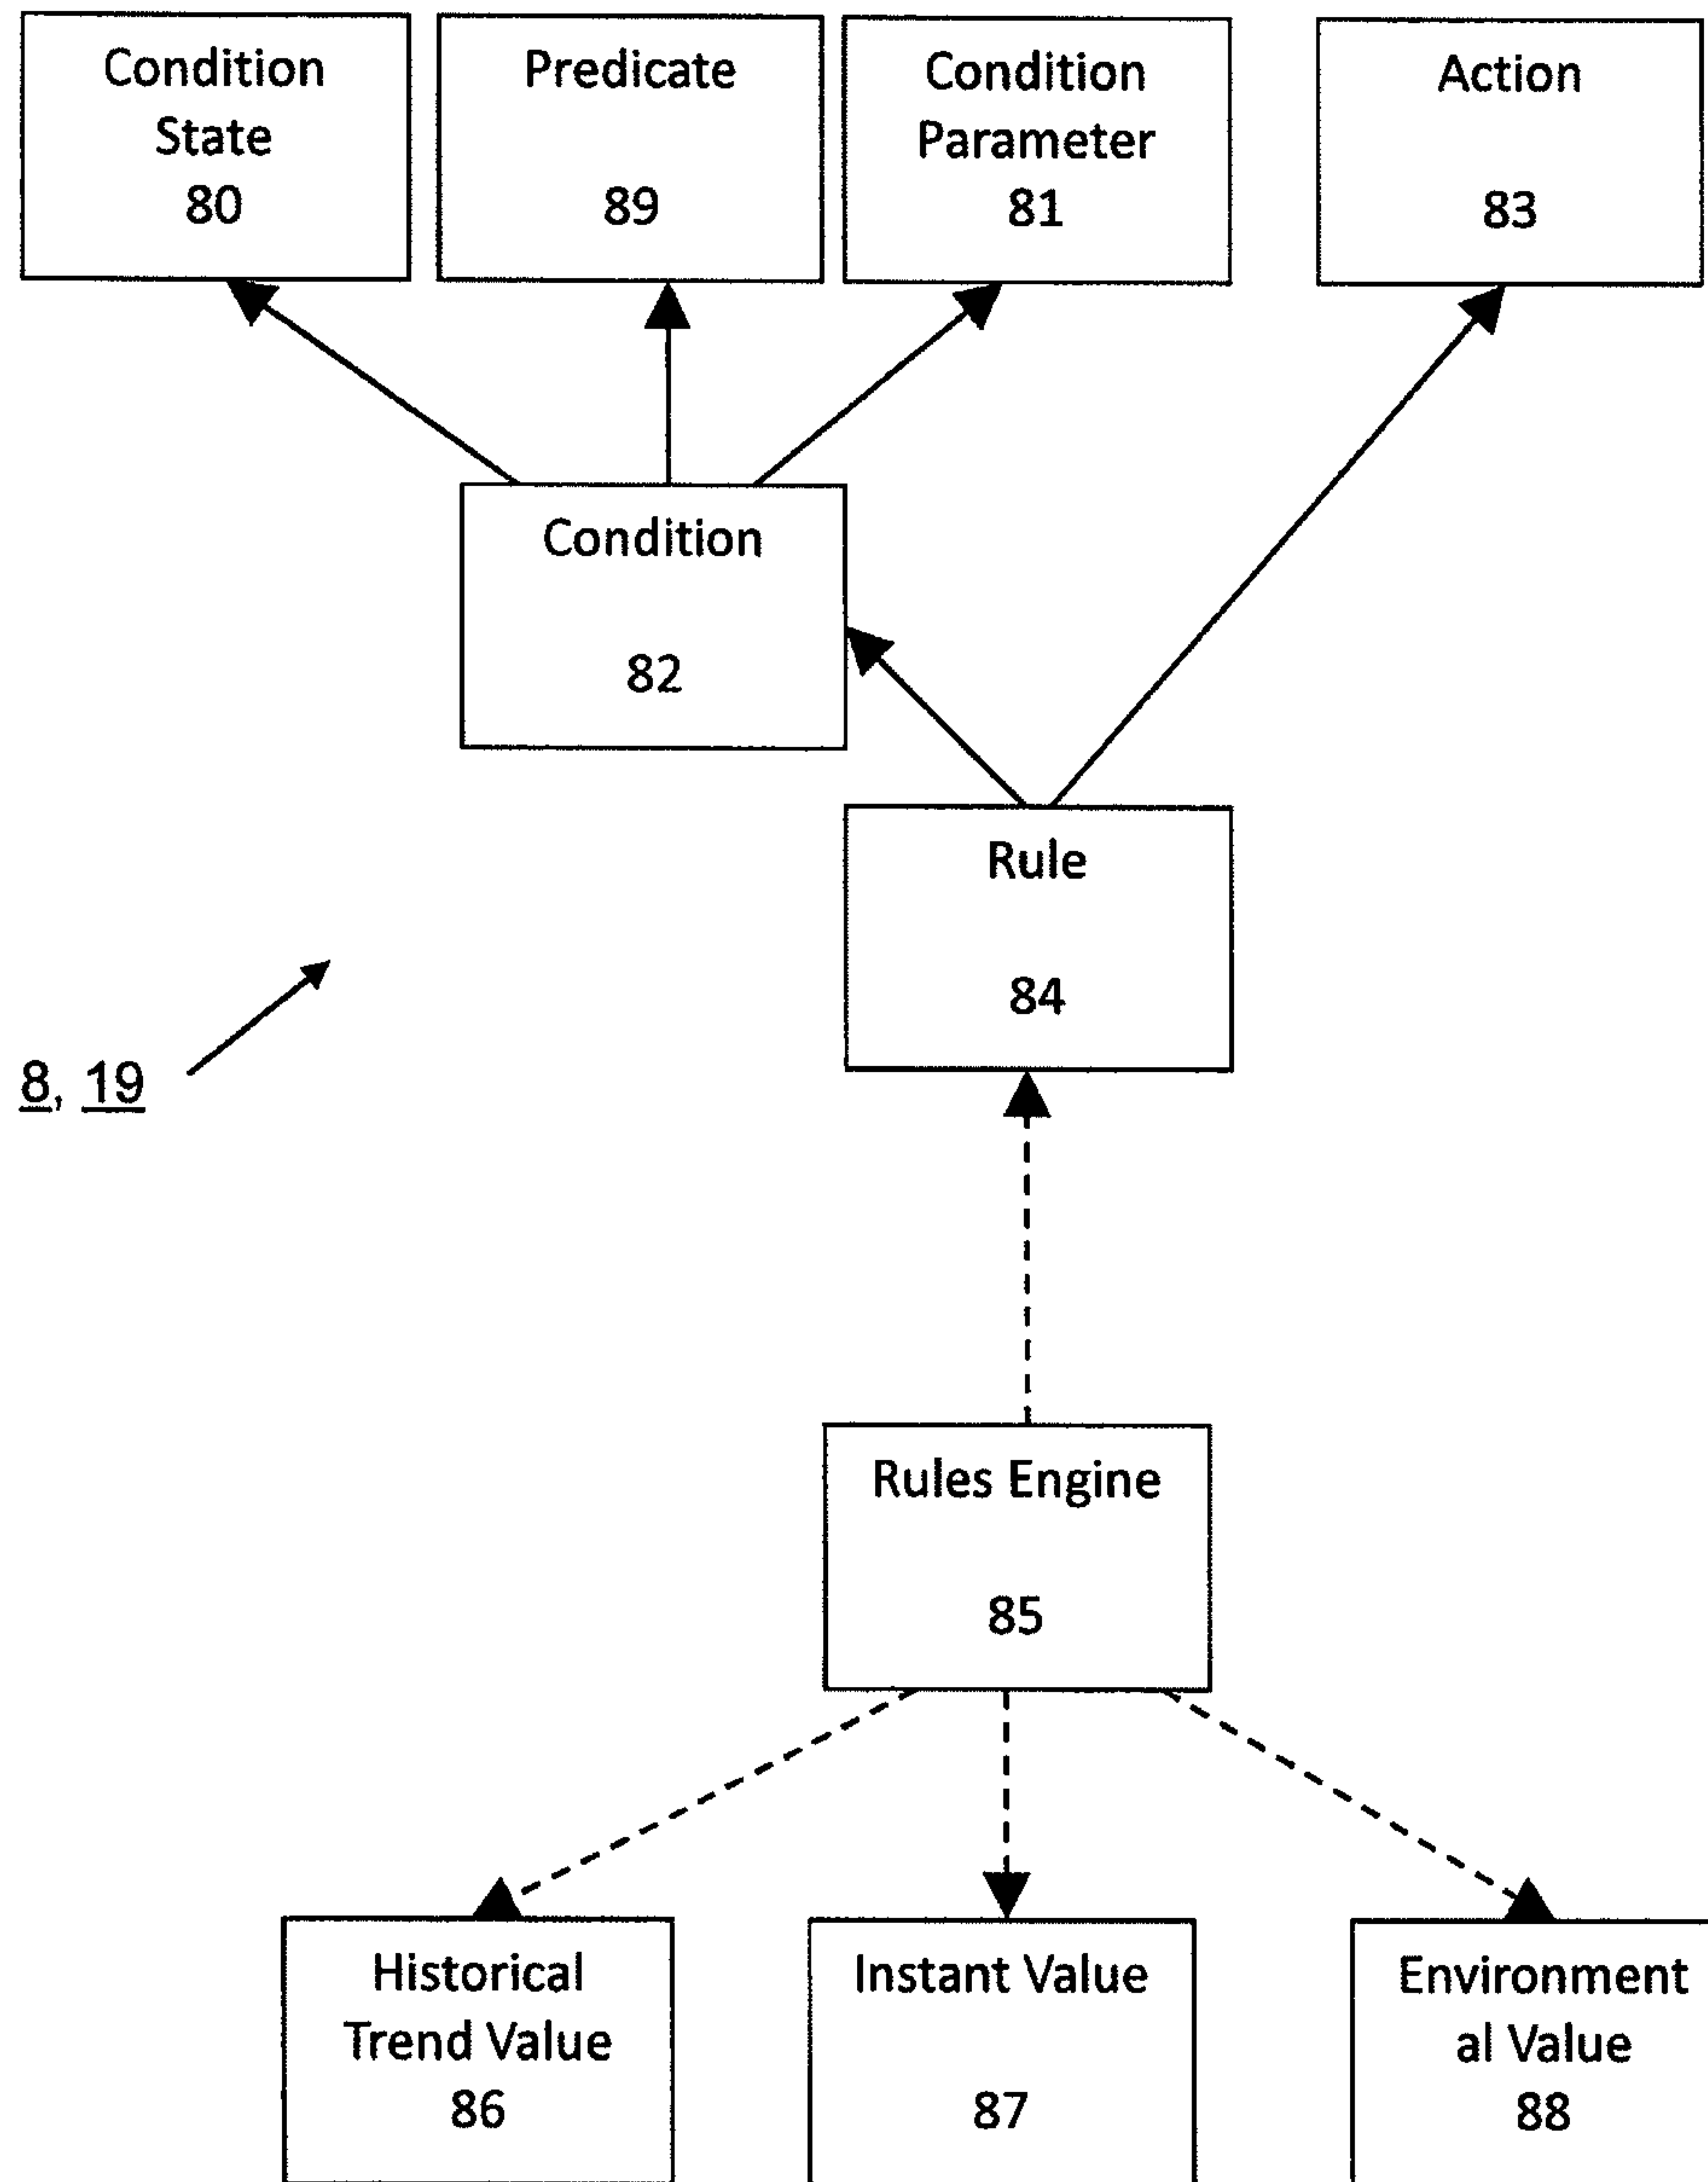 Condition
State
80
Predicate
89
Condition
Parameter
81
Action
83
Condition
82
Rule
84
8, 19
Rules Engine
85
Historical
Trend Value
86
Instant Value
87
Environment
al Value
88